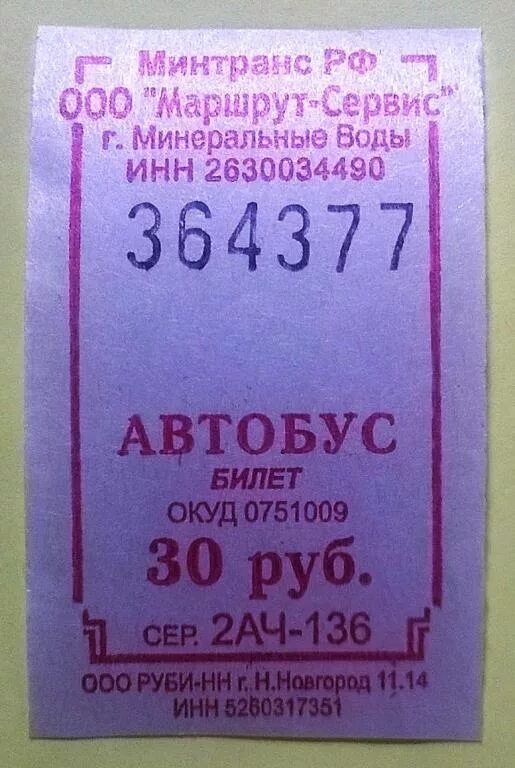 Минтранс РФ
ООО "Маршрут-Сервис"
г. Минеральные Воды
ИНН 2630034490
364377
АВТОБУС
БИЛЕТ
ОКУД 0751009
30 руб.
СЕР. 2АЧ-136
ООО РУБИ-НН г. Н.Новгород 11.14
ИНН 5260317351